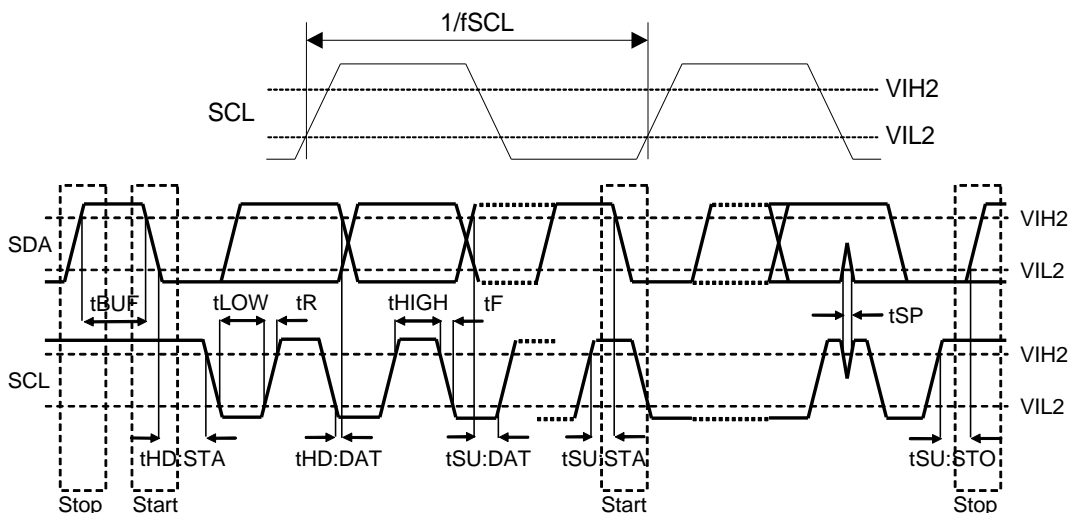 1/fSCL
VIH2
SCL
VIL2
VIH2
SDA
VIL2
tBUF tLOW tR tHIGH tF
tSP
VIH2
SCL
VIL2
tHD:STA tHD:DAT tSU:DAT tSU:STA tSU:STO
Stop Start Start Stop